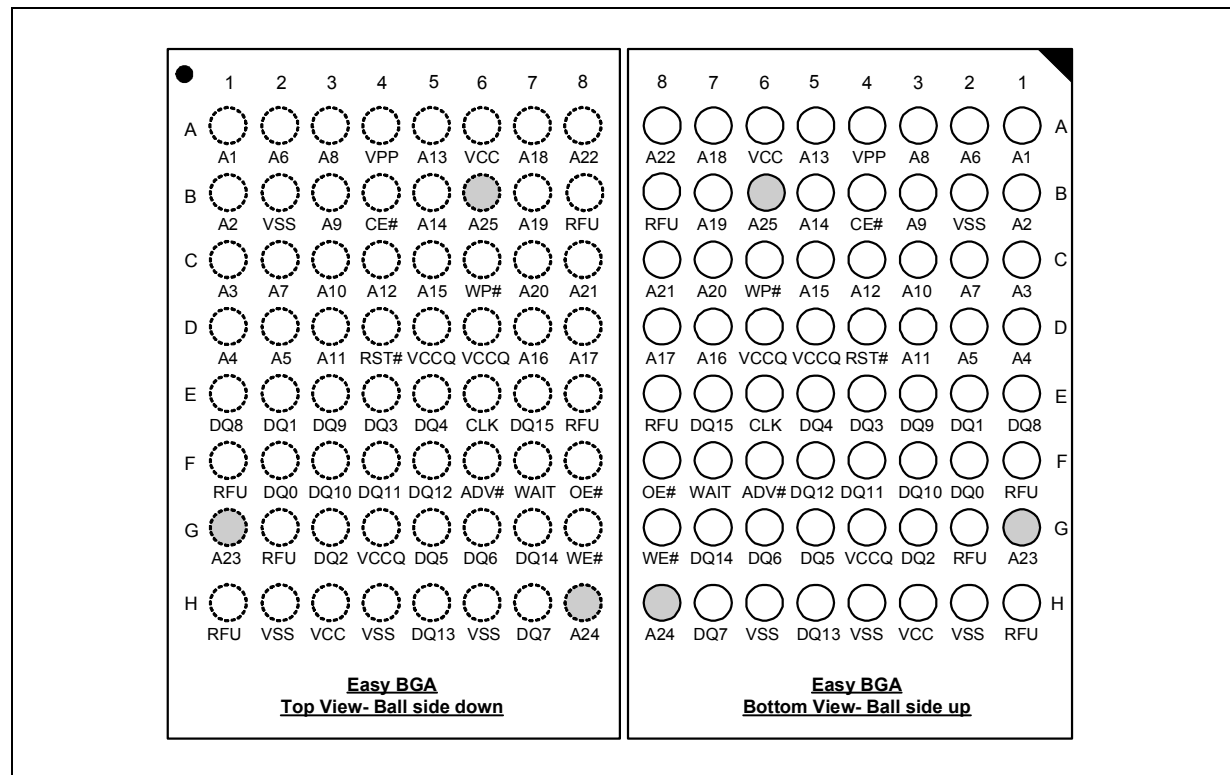 1 2 3 4 5 6 7 8
A
A1 A6 A8 VPP A13 VCC A18 A22
B
A2 VSS A9 CE# A14 A25 A19 RFU
C
A3 A7 A10 A12 A15 WP# A20 A21
D
A4 A5 A11 RST# VCCQ VCCQ A16 A17
E
DQ8 DQ1 DQ9 DQ3 DQ4 CLK DQ15 RFU
F
RFU DQ0 DQ10 DQ11 DQ12 ADV# WAIT OE#
G
A23 RFU DQ2 VCCQ DQ5 DQ6 DQ14 WE#
H
RFU VSS VCC VSS DQ13 VSS DQ7 A24
Easy BGA
Top View- Ball side down
8 7 6 5 4 3 2 1
A
A22 A18 VCC A13 VPP A8 A6 A1
B
RFU A19 A25 A14 CE# A9 VSS A2
C
A21 A20 WP# A15 A12 A10 A7 A3
D
A17 A16 VCCQ VCCQ RST# A11 A5 A4
E
RFU DQ15 CLK DQ4 DQ3 DQ9 DQ1 DQ8
F
OE# WAIT ADV# DQ12 DQ11 DQ10 DQ0 RFU
G
WE# DQ14 DQ6 DQ5 VCCQ DQ2 RFU A23
H
A24 DQ7 VSS DQ13 VSS VCC VSS RFU
Easy BGA
Bottom View- Ball side up